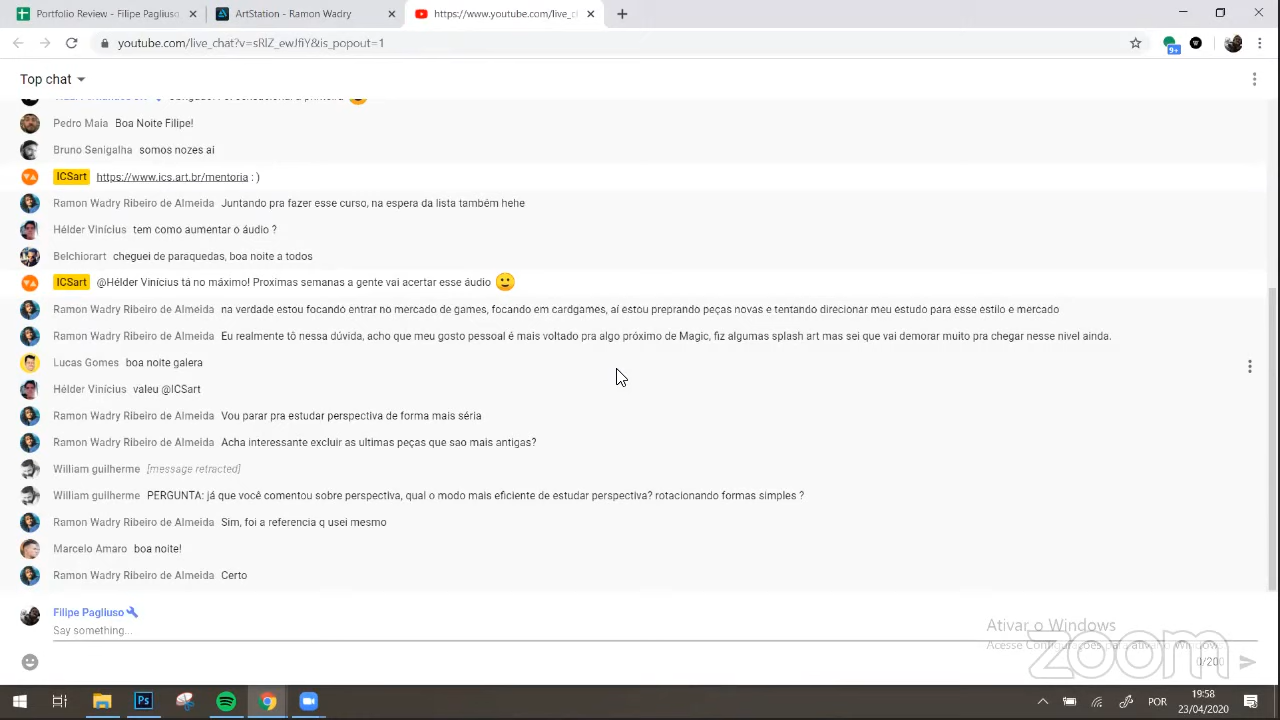 Portfolio Review - Filipe Pagliuso
ArtStation - Ramon Wadry
https://www.youtube.com/live_c
youtube.com/live_chat?v=sRlZ_ewJfiY&is_popout=1
9+
Top chat
Pedro Maia Boa Noite Filipe!
Bruno Senigalha somos nozes ai
ICSart https://www.ics.art.br/mentoria : )
Ramon Wadry Ribeiro de Almeida Juntando pra fazer esse curso, na espera da lista também hehe
Hélder Vinícius tem como aumentar o áudio ?
Belchiorart cheguei de paraquedas, boa noite a todos
ICSart @Hélder Vinícius tá no máximo! Proximas semanas a gente vai acertar esse áudio
Ramon Wadry Ribeiro de Almeida na verdade estou focando entrar no mercado de games, focando em cardgames, aí estou preprando peças novas e tentando direcionar meu estudo para esse estilo e mercado
Ramon Wadry Ribeiro de Almeida Eu realmente tô nessa dúvida, acho que meu gosto pessoal é mais voltado pra algo próximo de Magic, fiz algumas splash art mas sei que vai demorar muito pra chegar nesse nivel ainda.
Lucas Gomes boa noite galera
Hélder Vinícius valeu @ICSart
Ramon Wadry Ribeiro de Almeida Vou parar pra estudar perspectiva de forma mais séria
Ramon Wadry Ribeiro de Almeida Acha interessante excluir as ultimas peças que sao mais antigas?
William guilherme [message retracted]
William guilherme PERGUNTA: já que você comentou sobre perspectiva, qual o modo mais eficiente de estudar perspectiva? rotacionando formas simples ?
Ramon Wadry Ribeiro de Almeida Sim, foi a referencia q usei mesmo
Marcelo Amaro boa noite!
Ramon Wadry Ribeiro de Almeida Certo
Filipe Pagliuso
Say something...
Ativar o Windows
Acesse Configurações para ativar o Windows.
zoom
0/200
Ps
POR
19:58
23/04/2020